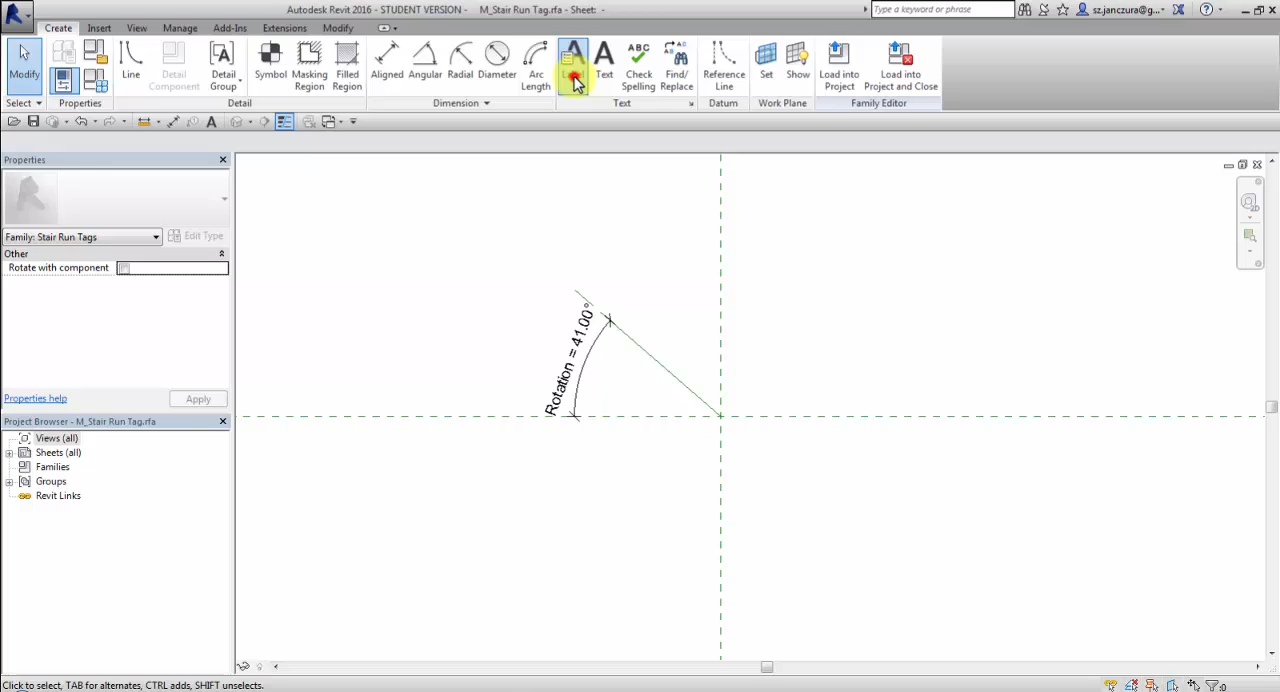 Autodesk Revit 2016 - STUDENT VERSION - M_Stair Run Tag.rfa - Sheet: -
Type a keyword or phrase
sz.janczura@g...
Create Insert View Manage Add-Ins Extensions Modify
Modify Line Detail Component Detail Group Symbol Masking Region Filled Region Aligned Angular Radial Diameter Arc Length Label Text ABC Check Spelling Find/ Replace Reference Line Set Show Load into Project Load into Project and Close
Select Properties Detail Dimension Text Datum Work Plane Family Editor
Properties
Family: Stair Run Tags
Edit Type
Other
Rotate with component
Properties help
Apply
Project Browser - M_Stair Run Tag.rfa
Views (all)
Sheets (all)
Families
Groups
Revit Links
Rotation = 41.00°
Click to select, TAB for alternates, CTRL adds, SHIFT unselects.
:0